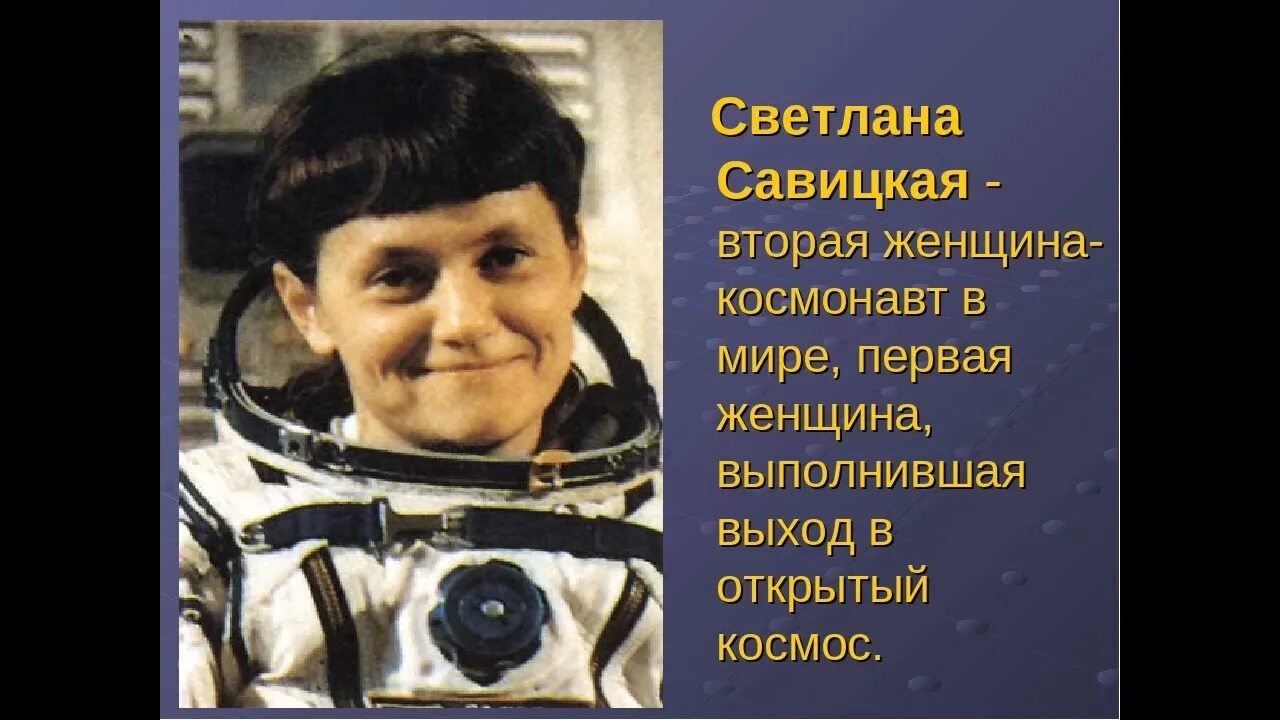 Светлана
Савицкая -
вторая женщина-
космонавт в
мире, первая
женщина,
выполнившая
выход в
открытый
космос.